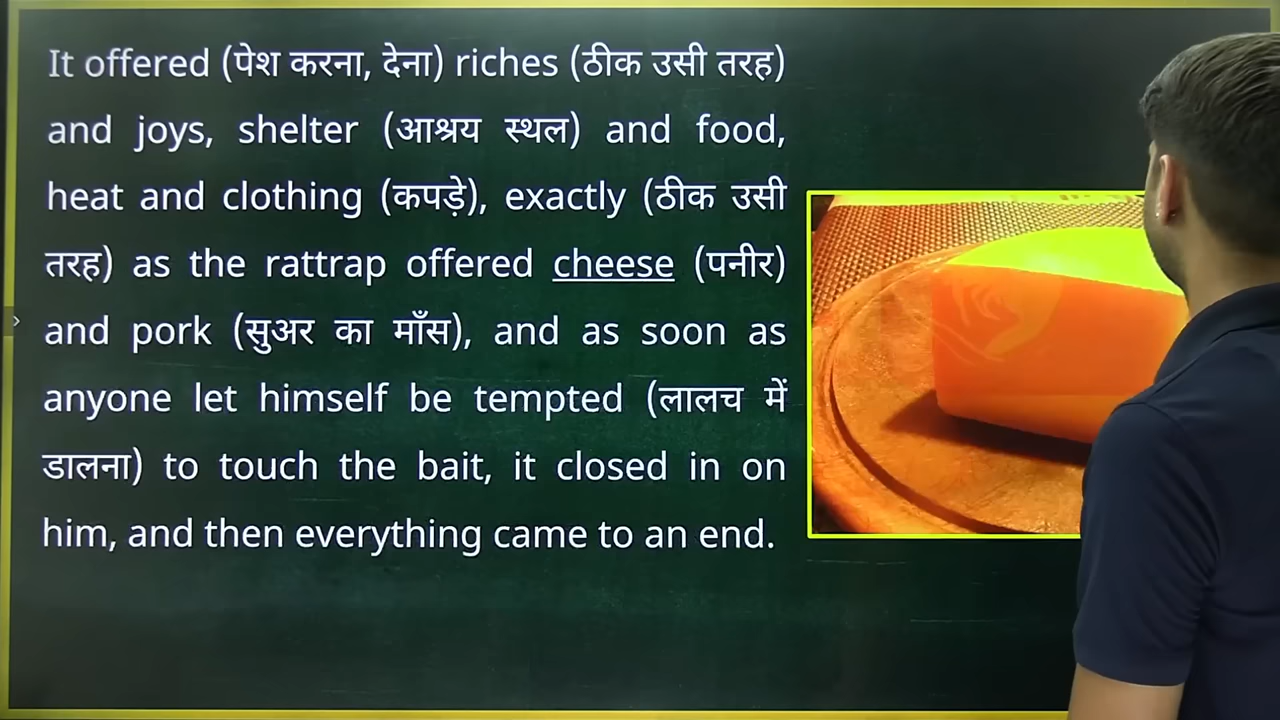 It offered (पेश करना, देना) riches (ठीक उसी तरह)
and joys, shelter (आश्रय स्थल) and food,
heat and clothing (कपड़े), exactly (ठीक उसी
तरह) as the rattrap offered cheese (पनीर)
and pork (सुअर का माँस), and as soon as
anyone let himself be tempted (लालच में
डालना) to touch the bait, it closed in on
him, and then everything came to an end.